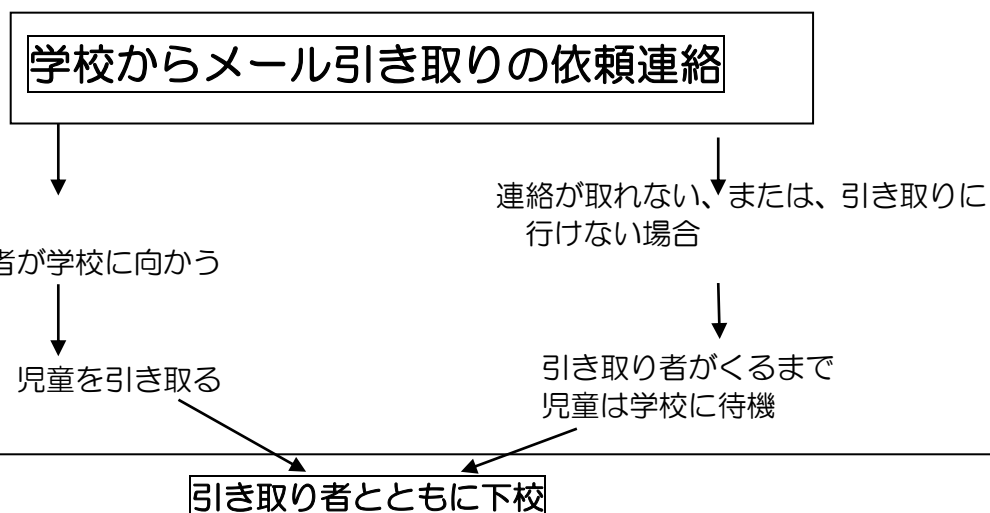 学校からメール引き取りの依頼連絡
連絡が取れない、または、引き取りに
行けない場合
者が学校に向かう
児童を引き取る
引き取り者がくるまで
児童は学校に待機
引き取り者とともに下校